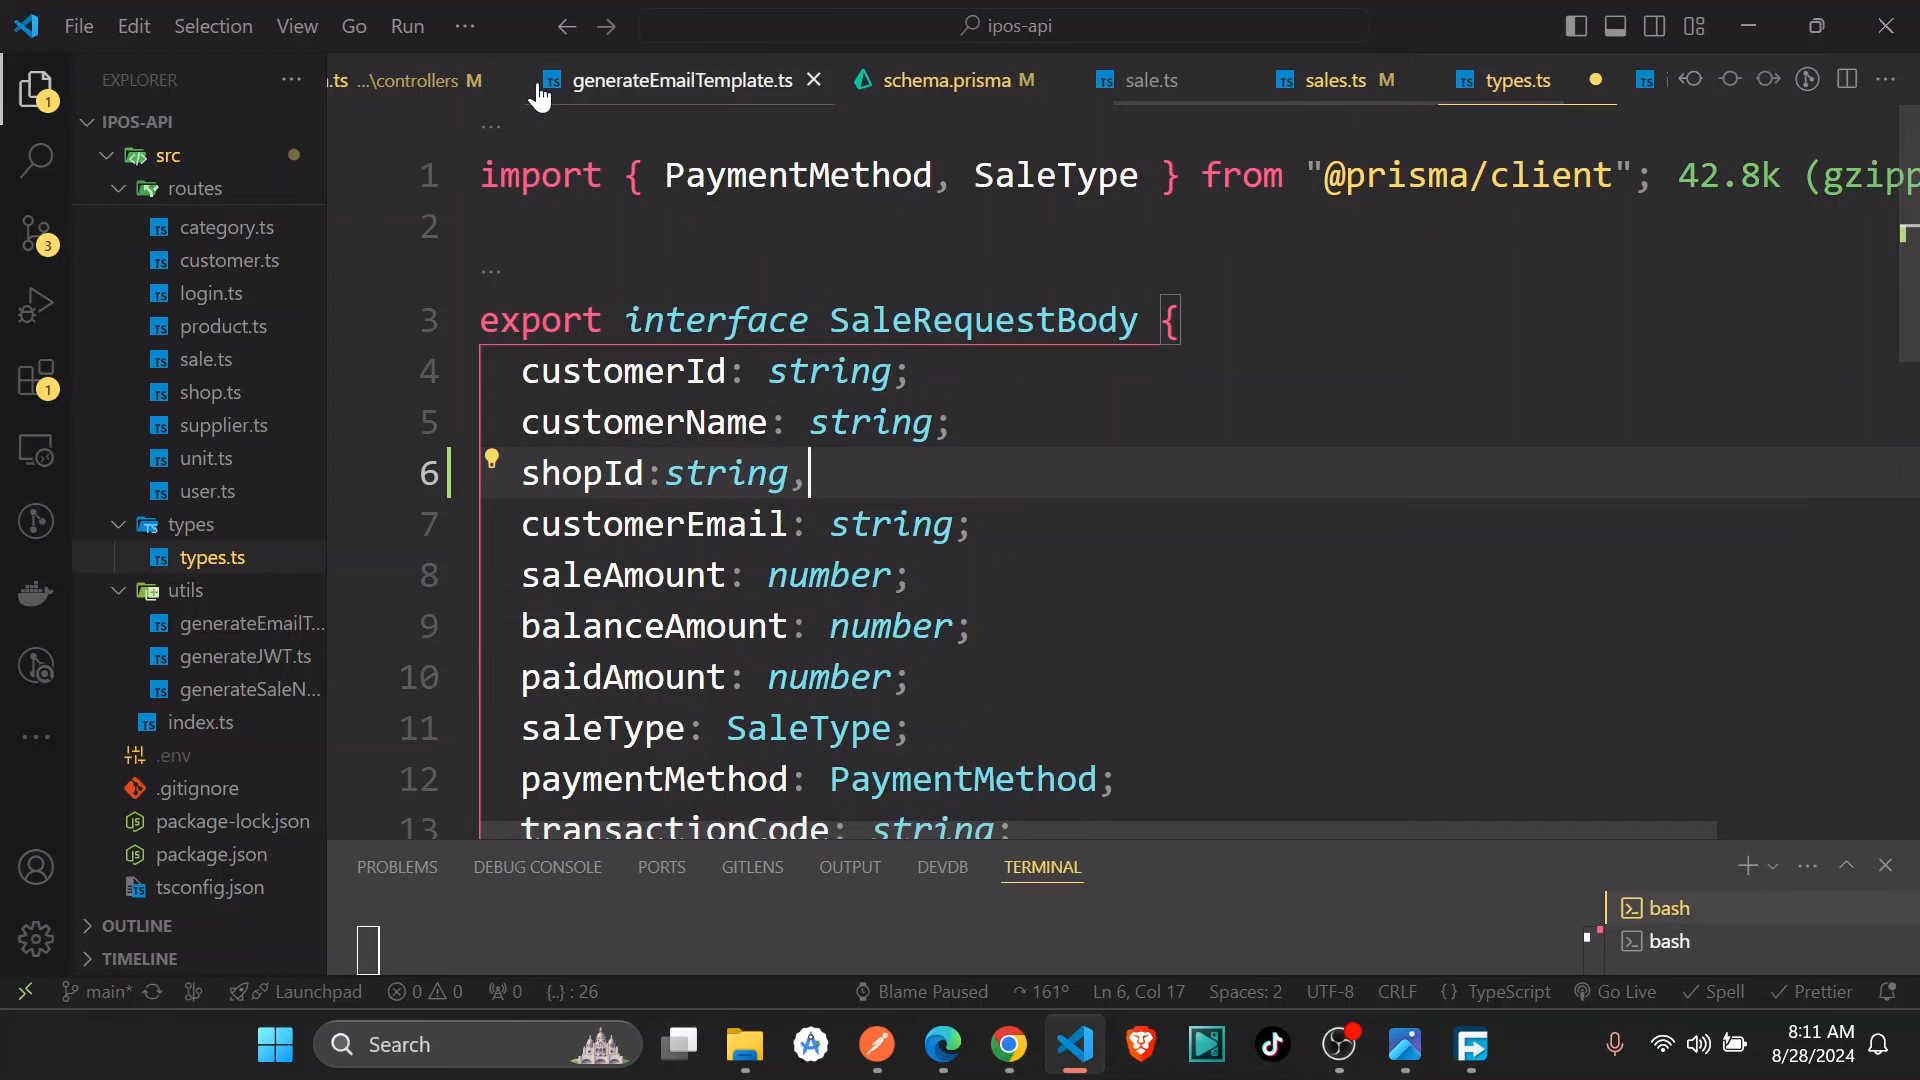 File Edit Selection View Go Run ··· ipos-api
EXPLORER ···
.ts ...\controllers M generateEmailTemplate.ts schema.prisma M sale.ts sales.ts M types.ts
IPOS-API
src
routes
category.ts
customer.ts
login.ts
product.ts
sale.ts
shop.ts
supplier.ts
unit.ts
user.ts
types
types.ts
utils
generateEmailT...
generateJWT.ts
generateSaleN...
index.ts
.env
.gitignore
package-lock.json
package.json
tsconfig.json
OUTLINE
TIMELINE
1
3
1
...
1 import { PaymentMethod, SaleType } from "@prisma/client"; 42.8k (gzipp
2
...
3 export interface SaleRequestBody {
4 customerId: string;
5 customerName: string;
6 shopId:string,
7 customerEmail: string;
8 saleAmount: number;
9 balanceAmount: number;
10 paidAmount: number;
11 saleType: SaleType;
12 paymentMethod: PaymentMethod;
13 transactionCode: string;
PROBLEMS DEBUG CONSOLE PORTS GITLENS OUTPUT DEVDB TERMINAL
bash
bash
main* Launchpad 0 0 0 {..} : 26 Blame Paused 161° Ln 6, Col 17 Spaces: 2 UTF-8 CRLF {} TypeScript Go Live Spell Prettier
Search
8:11 AM
8/28/2024